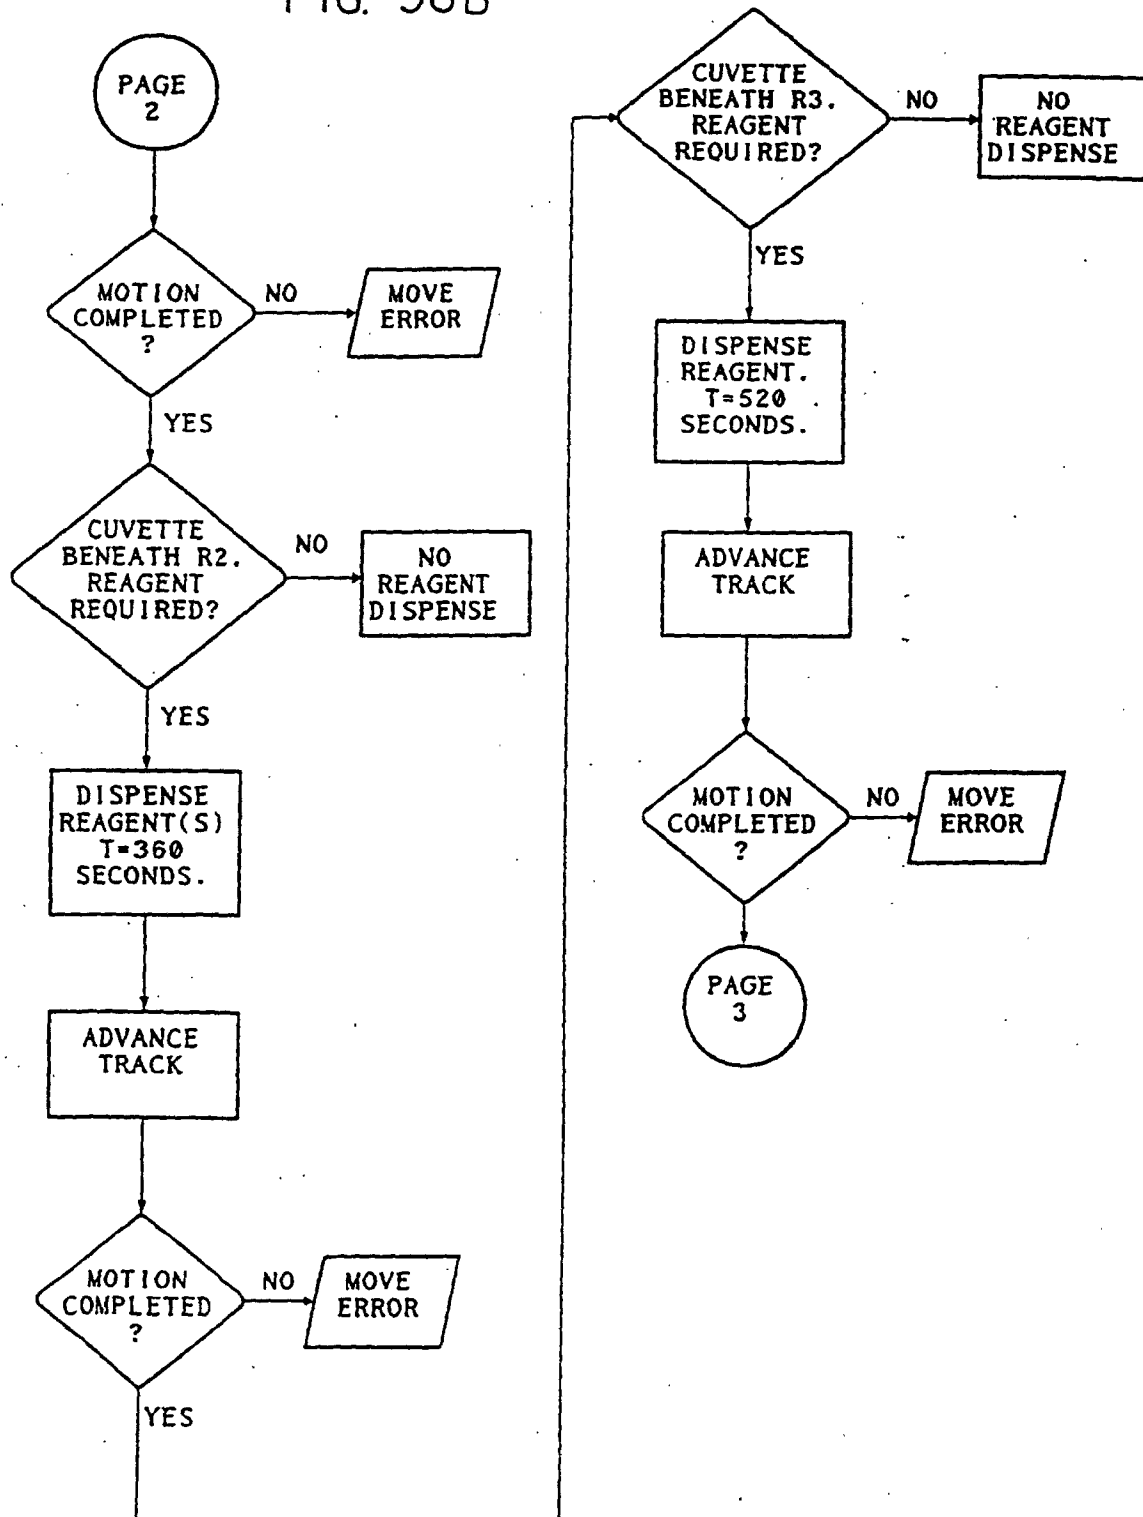 PAGE
2
MOTION
COMPLETED
?
NO
MOVE
ERROR
YES
CUVETTE
BENEATH R2.
REAGENT
REQUIRED?
NO
NO
REAGENT
DISPENSE
YES
DISPENSE
REAGENT(S)
T=360
SECONDS.
ADVANCE
TRACK
MOTION
COMPLETED
?
NO
MOVE
ERROR
YES
CUVETTE
BENEATH R3.
REAGENT
REQUIRED?
NO
NO
REAGENT
DISPENSE
YES
DISPENSE
REAGENT.
T=520
SECONDS.
ADVANCE
TRACK
MOTION
COMPLETED
?
NO
MOVE
ERROR
PAGE
3